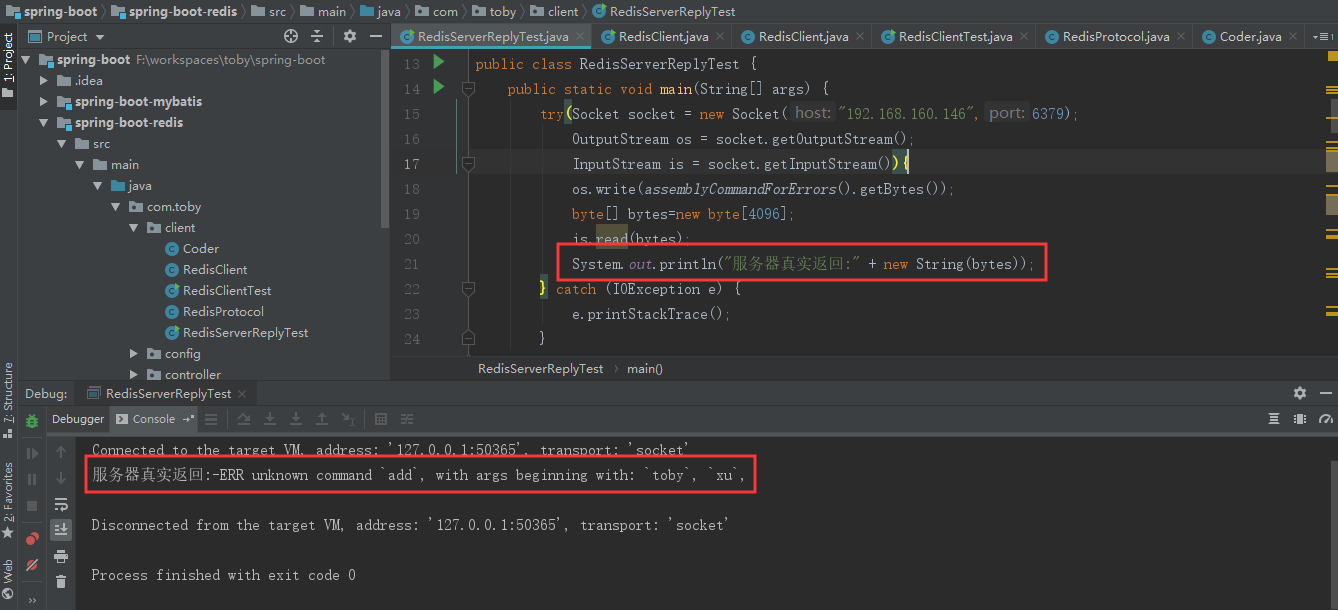 spring-boot spring-boot-redis src main java com toby client RedisServerReplyTest
Project
RedisServerReplyTest.java RedisClient.java RedisClient.java RedisClientTest.java RedisProtocol.java Coder.java
1: Project
spring-boot F:\workspaces\toby\spring-boot
.idea
spring-boot-mybatis
spring-boot-redis
src
main
java
com.toby
client
Coder
RedisClient
RedisClientTest
RedisProtocol
RedisServerReplyTest
config
controller
13 public class RedisServerReplyTest {
14 public static void main(String[] args) {
15 try(Socket socket = new Socket( host: "192.168.160.146", port: 6379);
16 OutputStream os = socket.getOutputStream();
17 InputStream is = socket.getInputStream()){
18 os.write(assemblyCommandForErrors().getBytes());
19 byte[] bytes=new byte[4096];
20 is.read(bytes);
21 System.out.println("服务器真实返回:" + new String(bytes));
22 } catch (IOException e) {
23 e.printStackTrace();
24 }
RedisServerReplyTest main()
7: Structure
2: Favorites
Web
Debug: RedisServerReplyTest
Debugger Console
Connected to the target VM, address: '127.0.0.1:50365', transport: 'socket'
服务器真实返回:-ERR unknown command `add`, with args beginning with: `toby`, `xu`,
Disconnected from the target VM, address: '127.0.0.1:50365', transport: 'socket'
Process finished with exit code 0